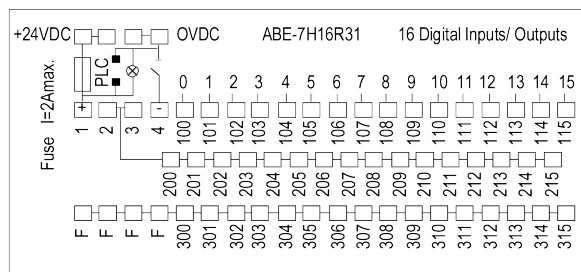 +24VDC 0VDC ABE-7H16R31 16 Digital Inputs/ Outputs
PLC
Fuse I=2Amax.
0 1 2 3 4 5 6 7 8 9 10 11 12 13 14 15
+ -
1 2 3 4 100 101 102 103 104 105 106 107 108 109 110 111 112 113 114 115
200 201 202 203 204 205 206 207 208 209 210 211 212 213 214 215
F F F F 300 301 302 303 304 305 306 307 308 309 310 311 312 313 314 315